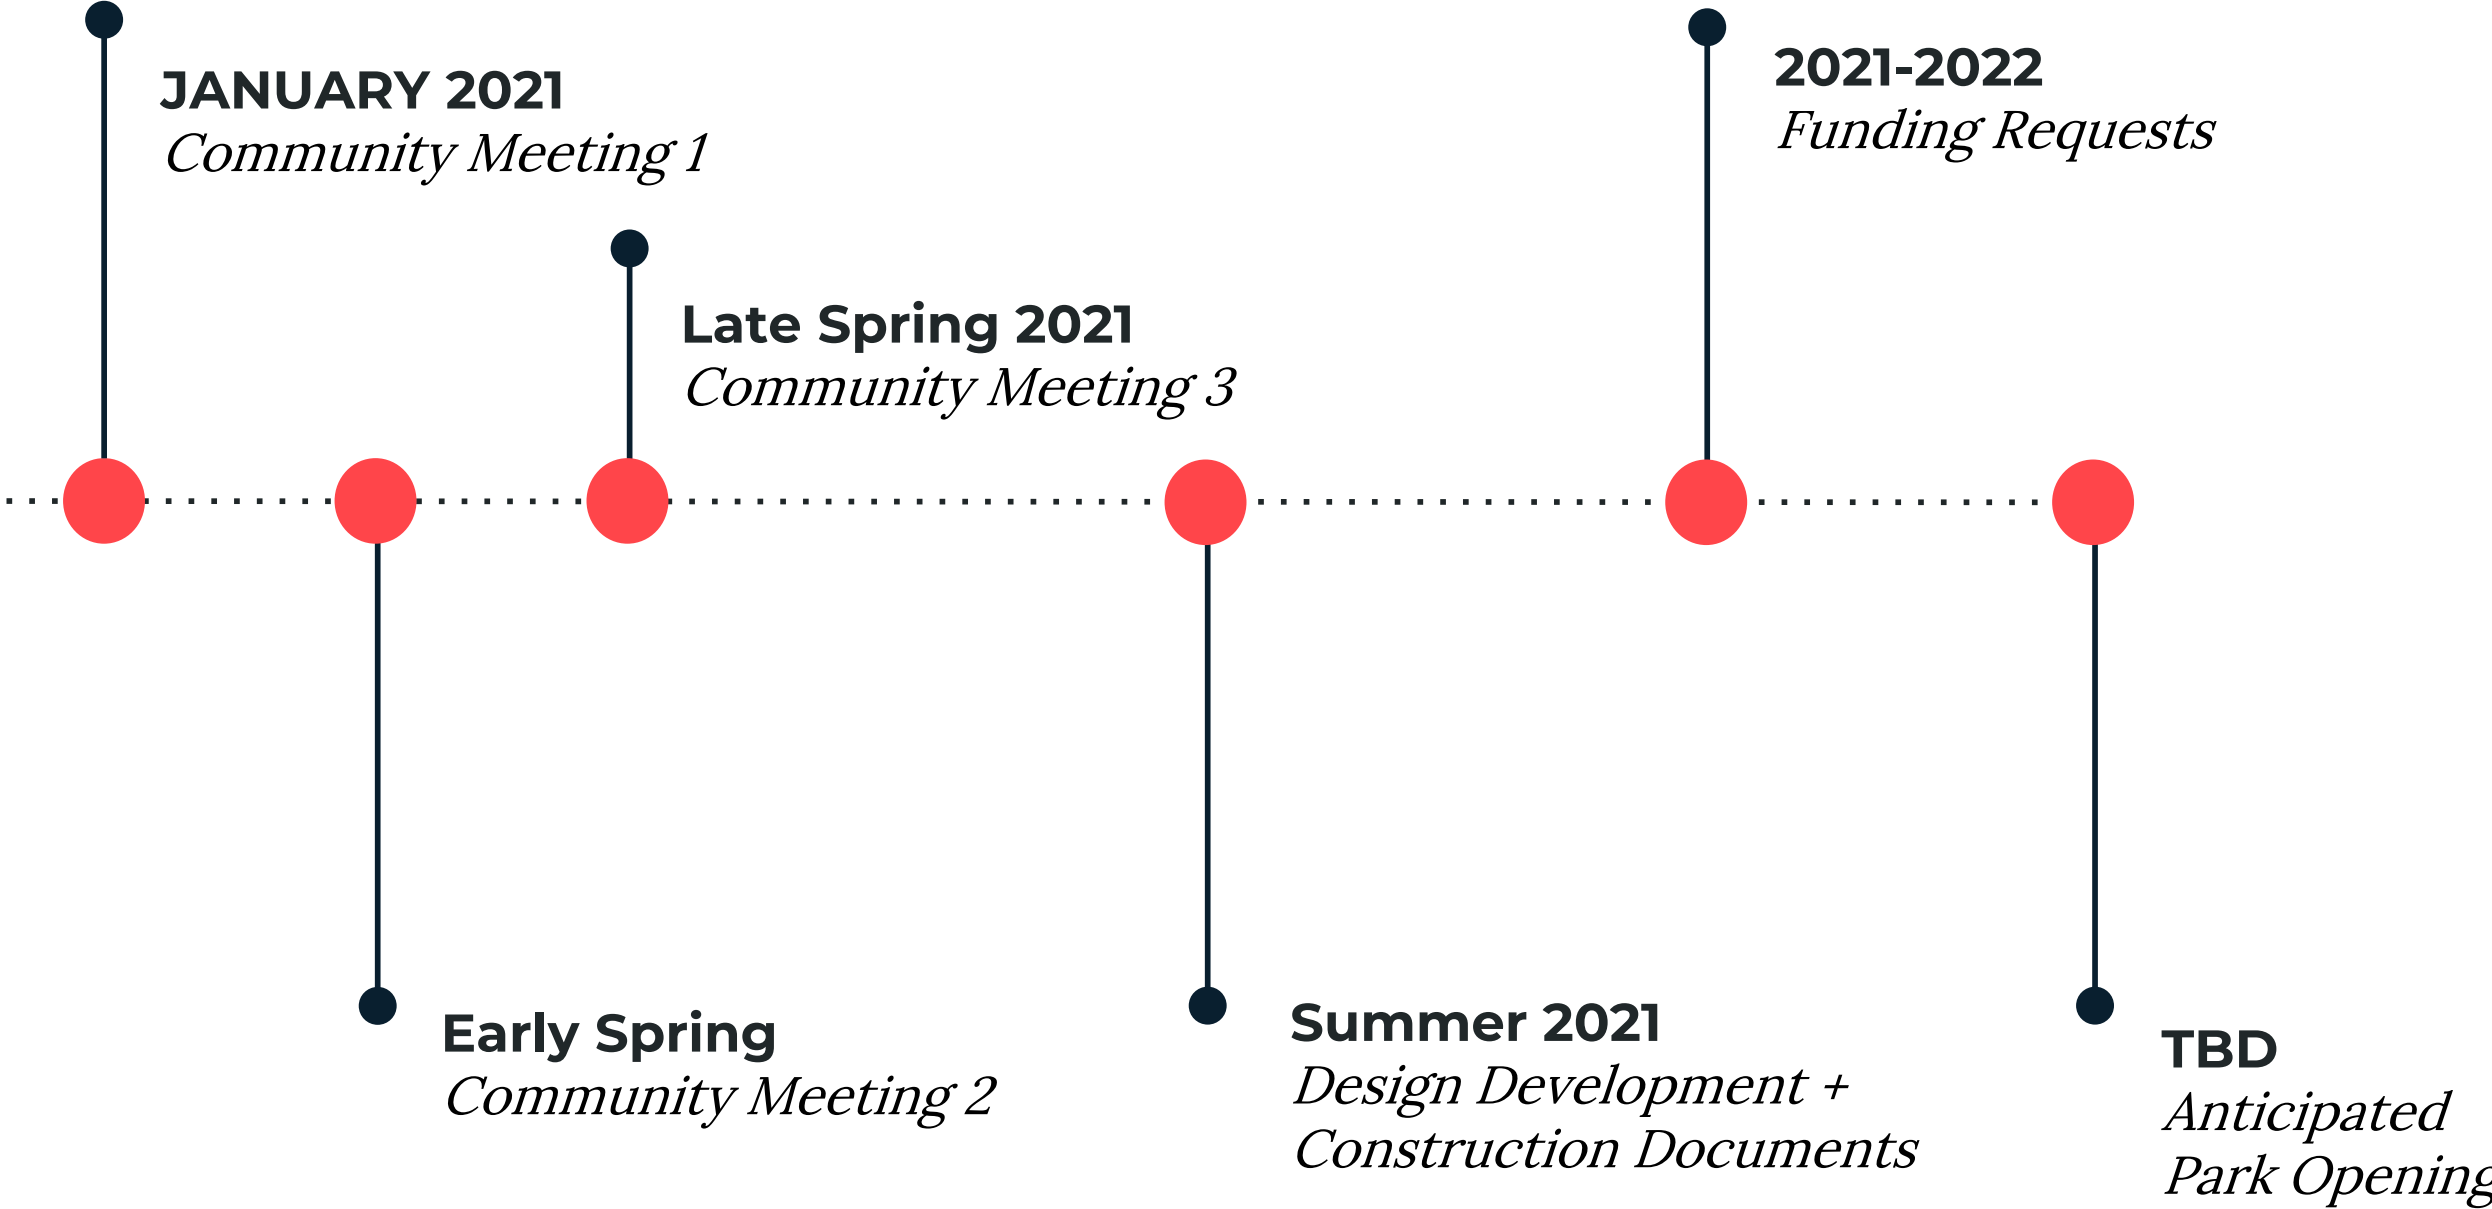 JANUARY 2021
Community Meeting 1
Early Spring
Community Meeting 2
Late Spring 2021
Community Meeting 3
Summer 2021
Design Development +
Construction Documents
2021-2022
Funding Requests
TBD
Anticipated
Park Opening